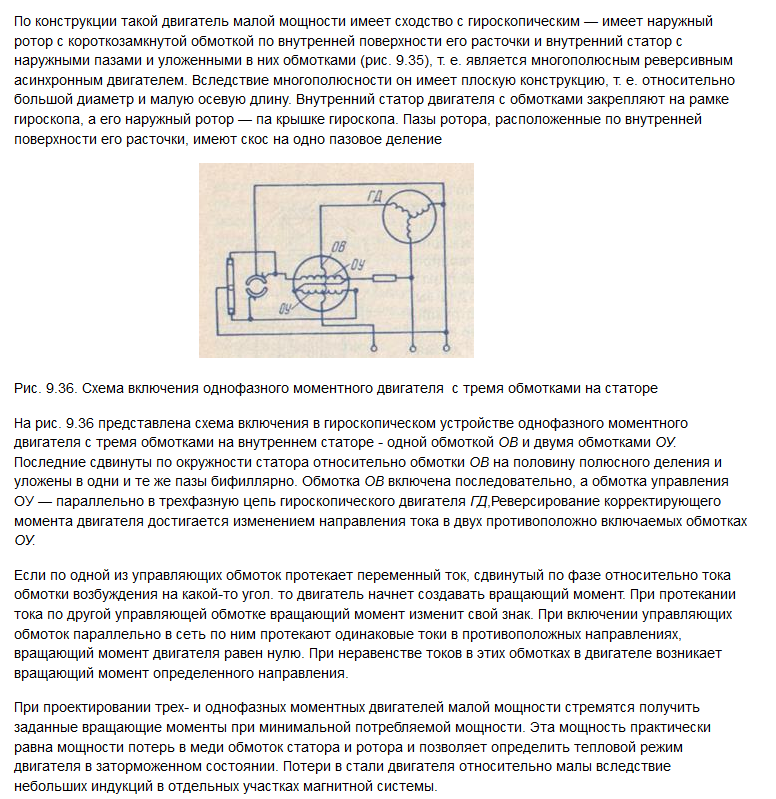 По конструкции такой двигатель малой мощности имеет сходство с гироскопическим — имеет наружный
ротор с короткозамкнутой обмоткой по внутренней поверхности его расточки и внутренний статор с
наружными пазами и уложенными в них обмотками (рис. 9.35), т. е. является многополюсным реверсивным
асинхронным двигателем. Вследствие многополюсности он имеет плоскую конструкцию, т. е. относительно
большой диаметр и малую осевую длину. Внутренний статор двигателя с обмотками закрепляют на рамке
гироскопа, а его наружный ротор — па крышке гироскопа. Пазы ротора, расположенные по внутренней
поверхности его расточки, имеют скос на одно пазовое деление
ГД
ОВ
ОУ
ОУ
Рис. 9.36. Схема включения однофазного моментного двигателя с тремя обмотками на статоре
На рис. 9.36 представлена схема включения в гироскопическом устройстве однофазного моментного
двигателя с тремя обмотками на внутреннем статоре - одной обмоткой ОВ и двумя обмотками ОУ.
Последние сдвинуты по окружности статора относительно обмотки ОВ на половину полюсного деления и
уложены в одни и те же пазы бифиллярно. Обмотка ОВ включена последовательно, а обмотка управления
ОУ — параллельно в трехфазную цепь гироскопического двигателя ГД,Реверсирование корректирующего
момента двигателя достигается изменением направления тока в двух противоположно включаемых обмотках
ОУ.
Если по одной из управляющих обмоток протекает переменный ток, сдвинутый по фазе относительно тока
обмотки возбуждения на какой-то угол. то двигатель начнет создавать вращающий момент. При протекании
тока по другой управляющей обмотке вращающий момент изменит свой знак. При включении управляющих
обмоток параллельно в сеть по ним протекают одинаковые токи в противоположных направлениях,
вращающий момент двигателя равен нулю. При неравенстве токов в этих обмотках в двигателе возникает
вращающий момент определенного направления.
При проектировании трех- и однофазных моментных двигателей малой мощности стремятся получить
заданные вращающие моменты при минимальной потребляемой мощности. Эта мощность практически
равна мощности потерь в меди обмоток статора и ротора и позволяет определить тепловой режим
двигателя в заторможенном состоянии. Потери в стали двигателя относительно малы вследствие
небольших индукций в отдельных участках магнитной системы.